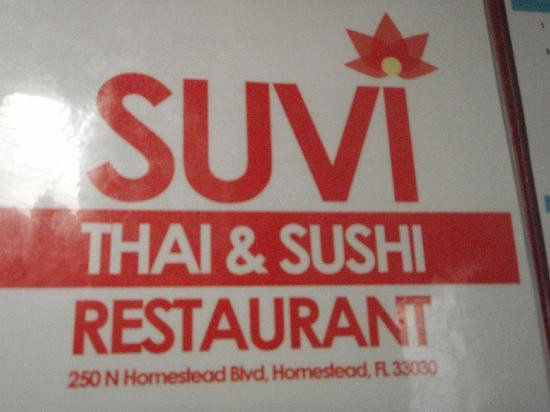 SUVI
THAI & SUSHI
RESTAURANT
250 N Homestead Blvd, Homestead, FL 33030